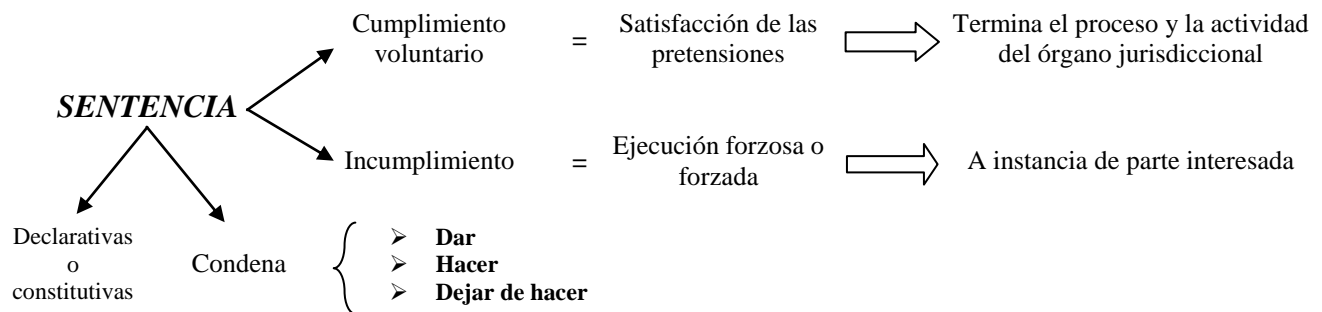 Cumplimiento
voluntario
=
Satisfacción de las
pretensiones
Termina el proceso y la actividad
del órgano jurisdiccional
SENTENCIA
Incumplimiento
=
Ejecución forzosa o
forzada
A instancia de parte interesada
Declarativas
o
constitutivas
Condena
➢ Dar
➢ Hacer
➢ Dejar de hacer